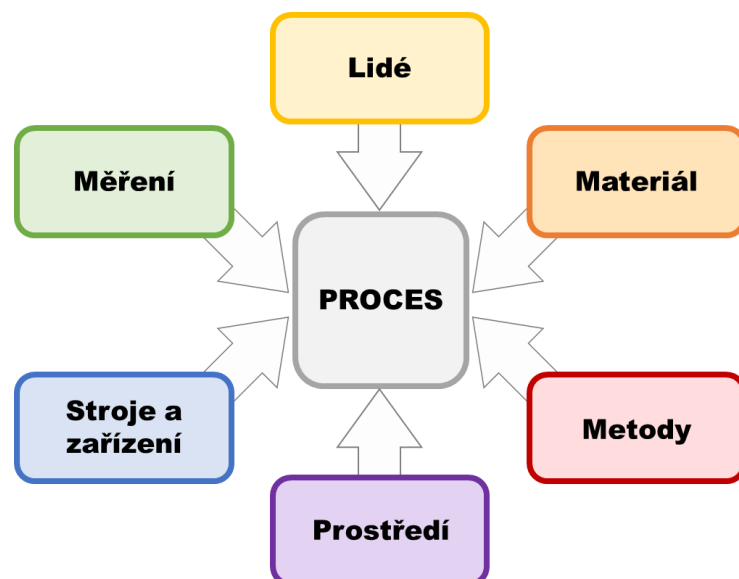 Lidé
Měření
Materiál
PROCES
Stroje a
zařízení
Metody
Prostředí